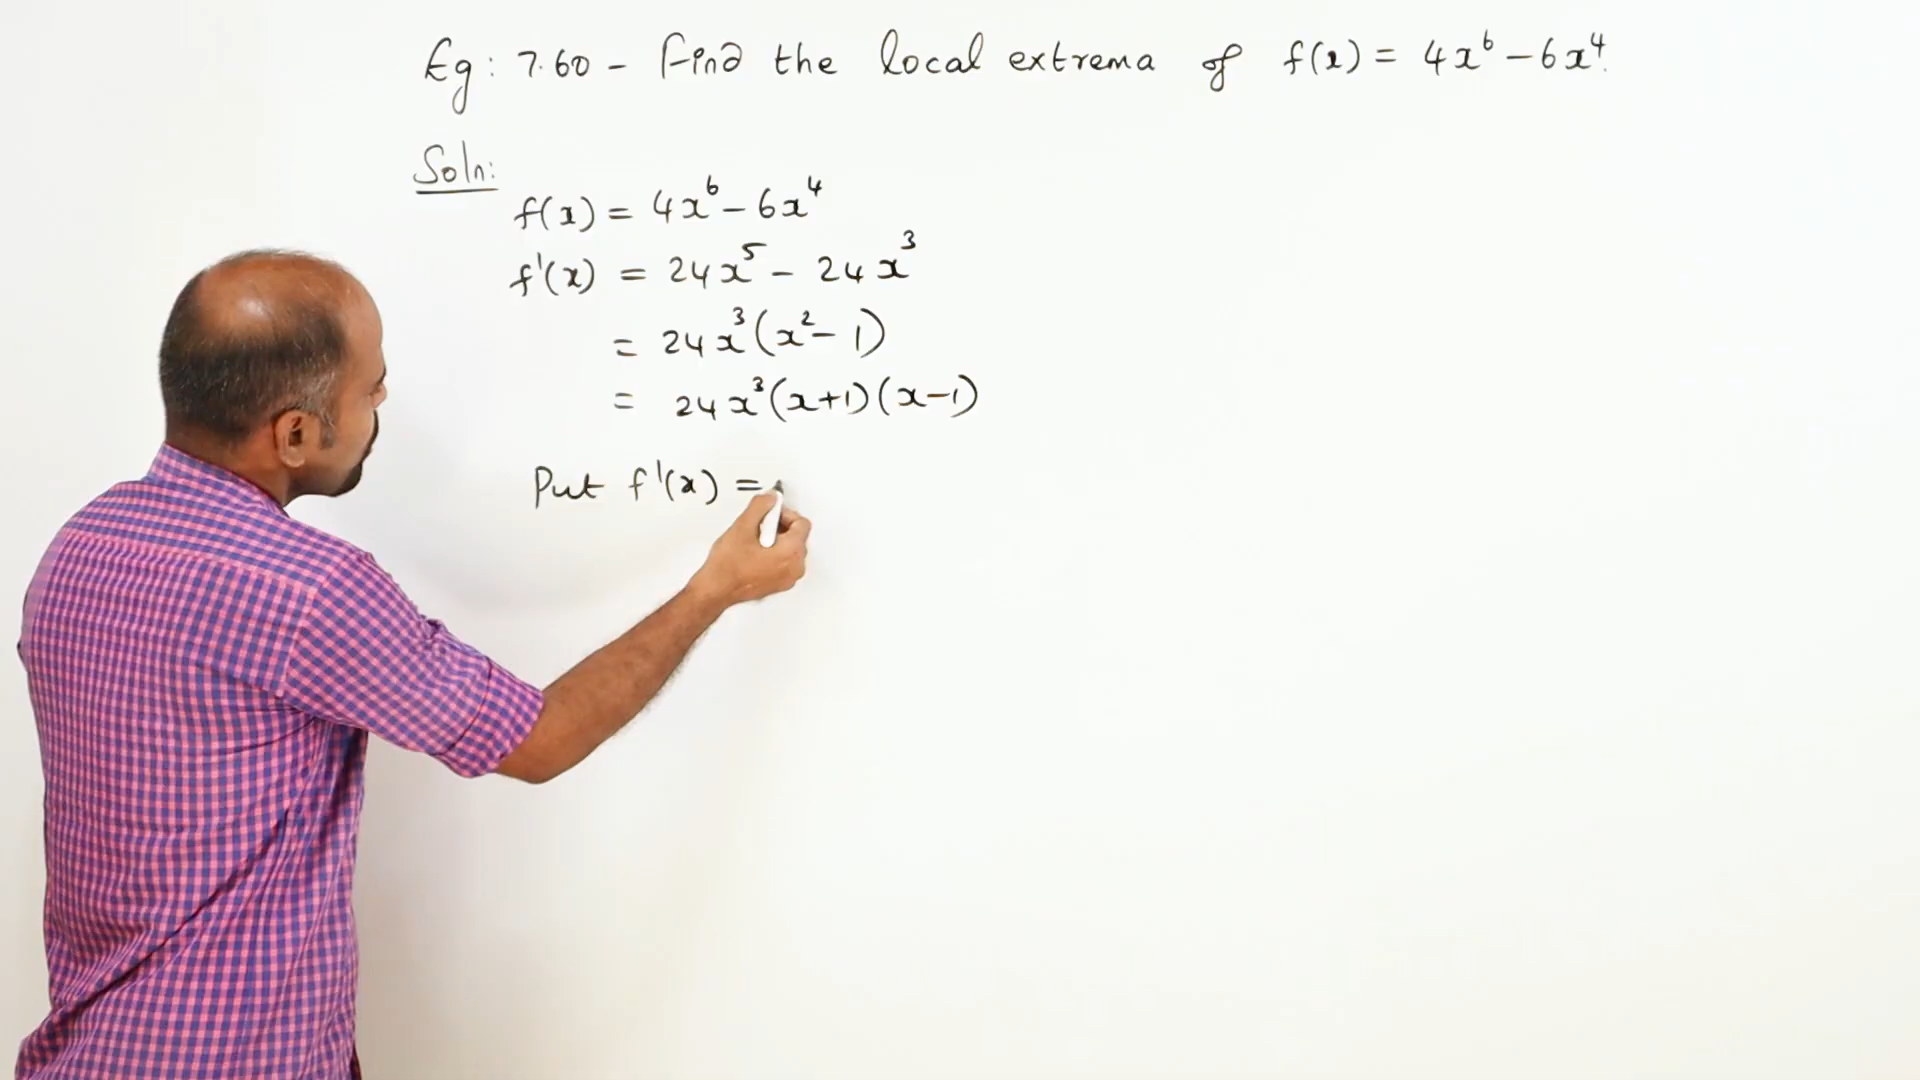 Eg: 7.60 - Find the local extrema of f(x) = 4x⁶ - 6x⁴.
Soln:
f(x) = 4x⁶ - 6x⁴
f'(x) = 24x⁵ - 24x³
= 24x³(x² - 1)
= 24x³(x+1)(x-1)
Put f'(x) =